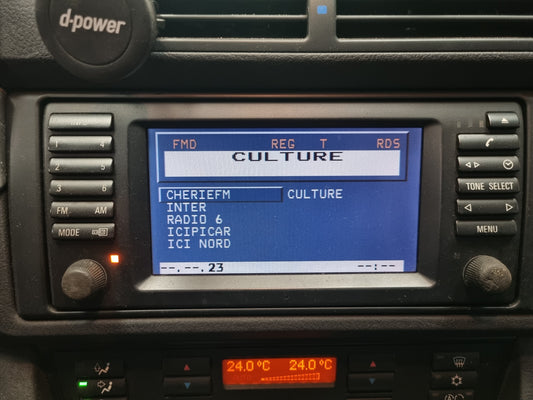 d-power
INFO
1 4
2 5
3 6
FM AM
MODE
TONE SELECT
MENU
FMD REG T RDS
CULTURE
CHERIEFM CULTURE
INTER
RADIO 6
ICIPICAR
ICI NORD
--.--.23 --:--
24.0°C 24.0°C